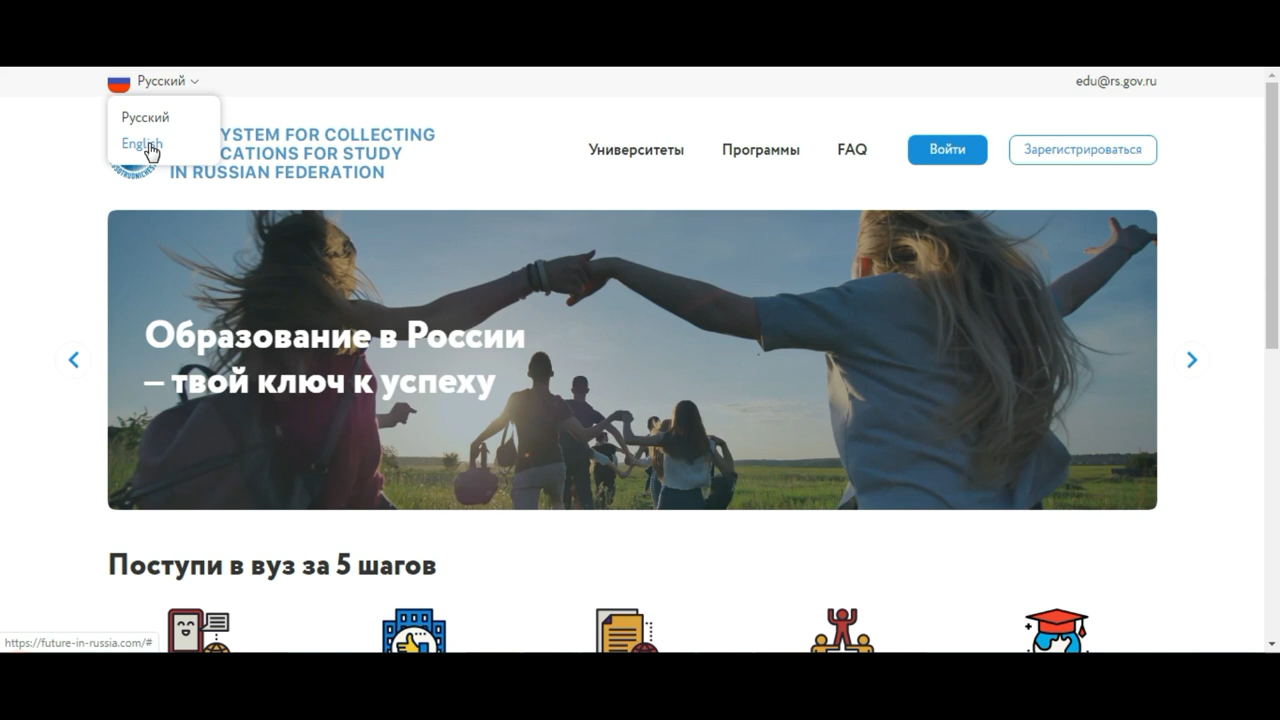 Русский
edu@rs.gov.ru
Русский
English
YSTEM FOR COLLECTING
CATIONS FOR STUDY
IN RUSSIAN FEDERATION
Университеты
Программы
FAQ
Войти
Зарегистрироваться
Образование в России
– твой ключ к успеху
Поступи в вуз за 5 шагов
https://future-in-russia.com/#